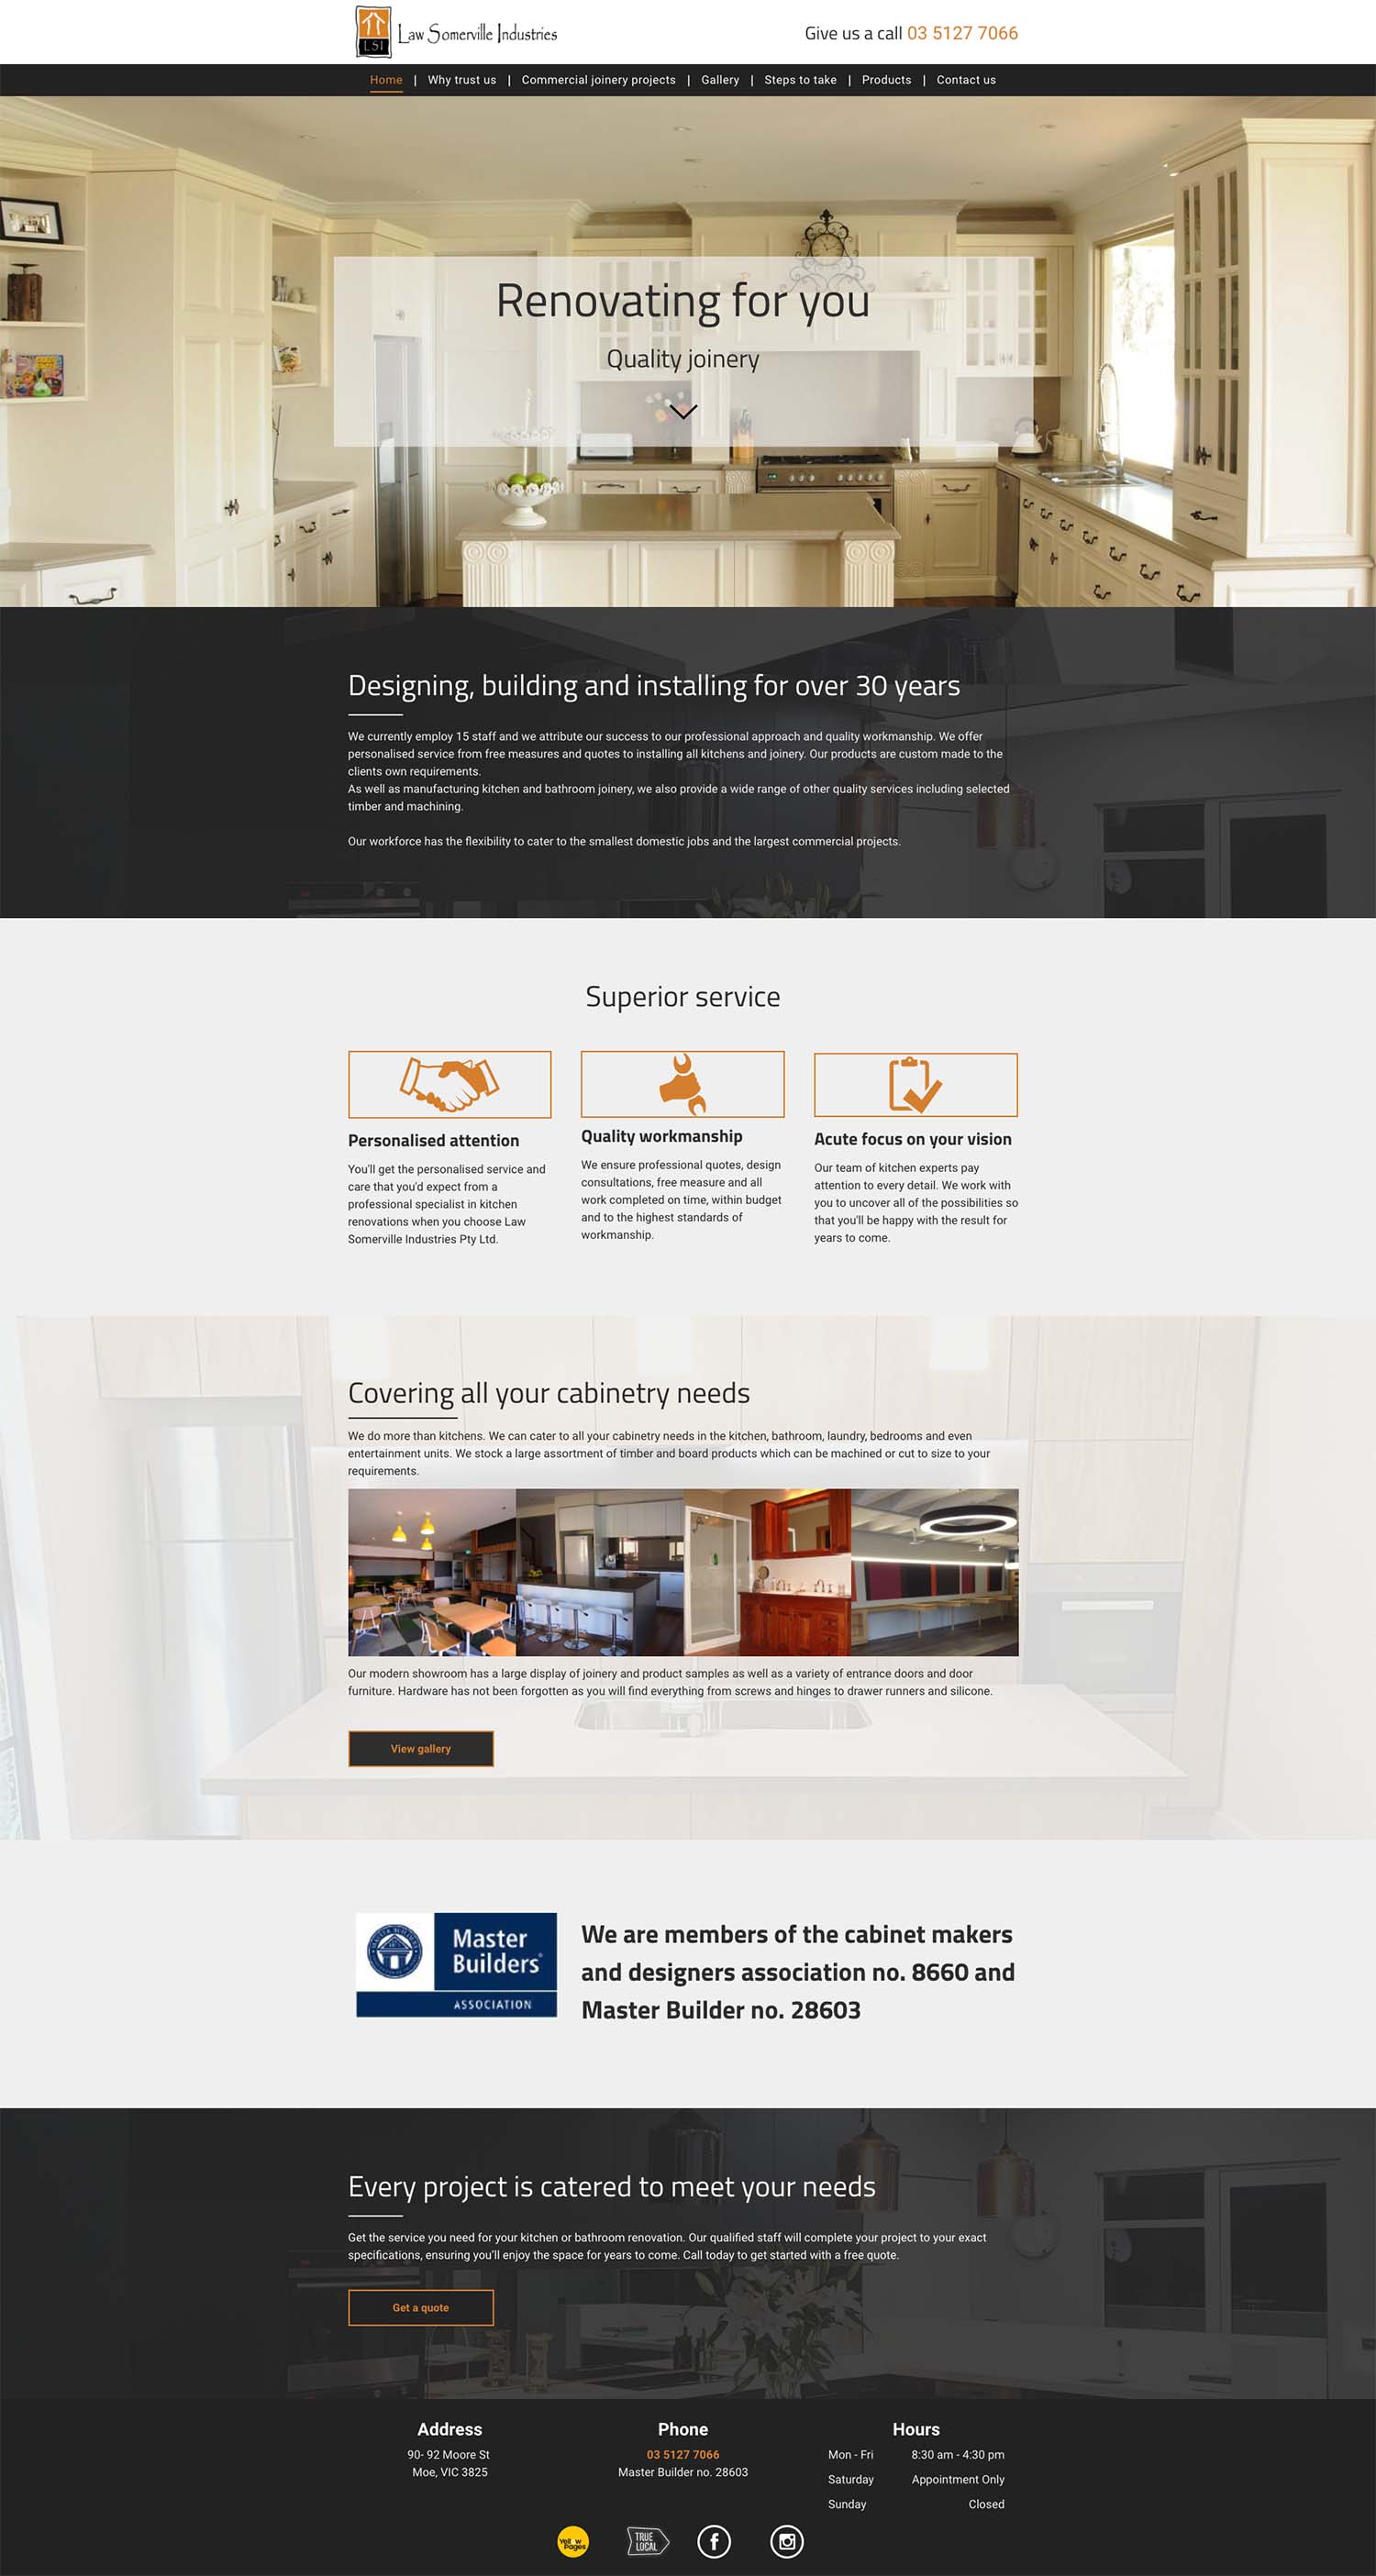 LSI
Law Somerville Industries
Give us a call 03 5127 7066
Home | Why trust us | Commercial joinery projects | Gallery | Steps to take | Products | Contact us
Renovating for you
Quality joinery
Designing, building and installing for over 30 years
We currently employ 15 staff and we attribute our success to our professional approach and quality workmanship. We offer
personalised service from free measures and quotes to installing all kitchens and joinery. Our products are custom made to the
clients own requirements.
As well as manufacturing kitchen and bathroom joinery, we also provide a wide range of other quality services including selected
timber and machining.
Our workforce has the flexibility to cater to the smallest domestic jobs and the largest commercial projects.
Superior service
Personalised attention
You'll get the personalised service and
care that you'd expect from a
professional specialist in kitchen
renovations when you choose Law
Somerville Industries Pty Ltd.
Quality workmanship
We ensure professional quotes, design
consultations, free measure and all
work completed on time, within budget
and to the highest standards of
workmanship.
Acute focus on your vision
Our team of kitchen experts pay
attention to every detail. We work with
you to uncover all of the possibilities so
that you'll be happy with the result for
years to come.
Covering all your cabinetry needs
We do more than kitchens. We can cater to all your cabinetry needs in the kitchen, bathroom, laundry, bedrooms and even
entertainment units. We stock a large assortment of timber and board products which can be machined or cut to size to your
requirements.
Our modern showroom has a large display of joinery and product samples as well as a variety of entrance doors and door
furniture. Hardware has not been forgotten as you will find everything from screws and hinges to drawer runners and silicone.
View gallery
Master
Builders
ASSOCIATION
We are members of the cabinet makers
and designers association no. 8660 and
Master Builder no. 28603
Every project is catered to meet your needs
Get the service you need for your kitchen or bathroom renovation. Our qualified staff will complete your project to your exact
specifications, ensuring you'll enjoy the space for years to come. Call today to get started with a free quote.
Get a quote
Address
90- 92 Moore St
Moe, VIC 3825
Phone
03 5127 7066
Master Builder no. 28603
Hours
Mon - Fri 8:30 am - 4:30 pm
Saturday Appointment Only
Sunday Closed
Yellow
Pages
TRUE
LOCAL